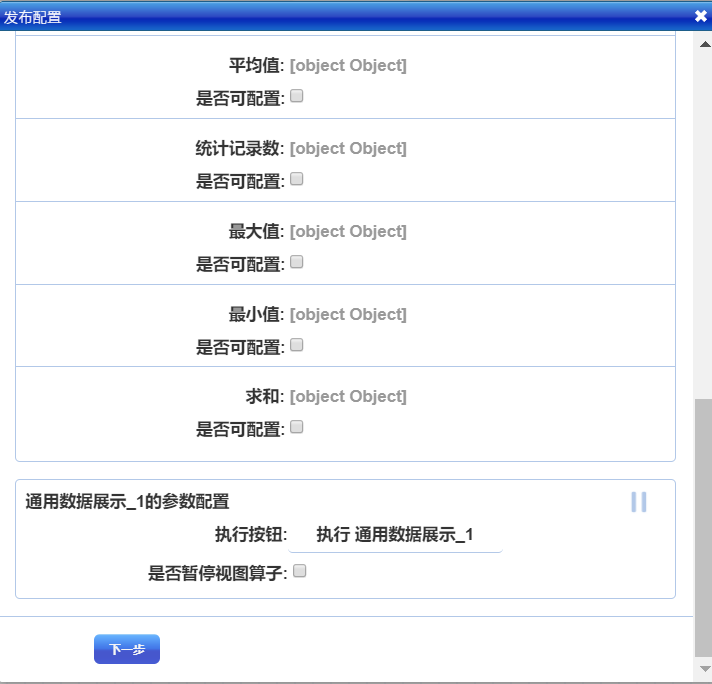 发布配置
平均值: [object Object]
是否可配置:
统计记录数: [object Object]
是否可配置:
最大值: [object Object]
是否可配置:
最小值: [object Object]
是否可配置:
求和: [object Object]
是否可配置:
通用数据展示_1的参数配置
执行按钮: 执行 通用数据展示_1
是否暂停视图算子:
下一步